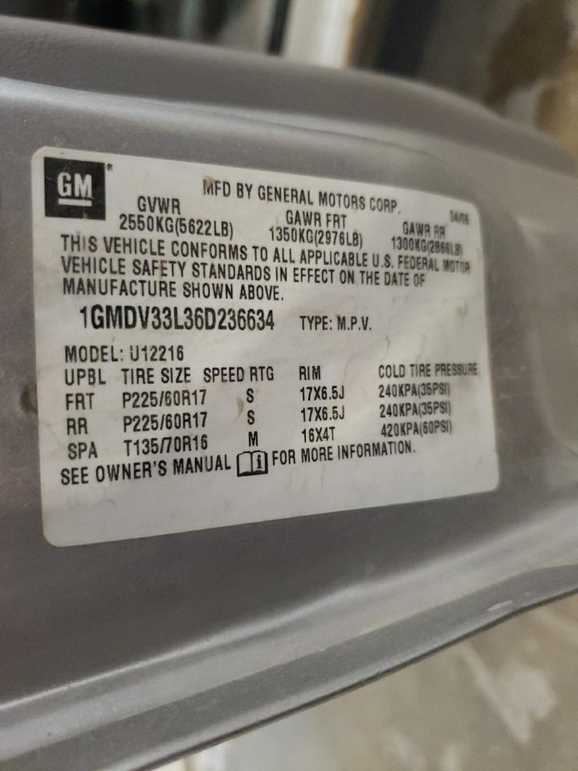 GM
MFD BY GENERAL MOTORS CORP. 04/06
GVWR GAWR FRT GAWR RR
2550KG(5622LB) 1350KG(2976LB) 1300KG(2866LB)
THIS VEHICLE CONFORMS TO ALL APPLICABLE U.S. FEDERAL MOTOR
VEHICLE SAFETY STANDARDS IN EFFECT ON THE DATE OF
MANUFACTURE SHOWN ABOVE.
1GMDV33L36D236634 TYPE: M.P.V.
MODEL: U12216
UPBL TIRE SIZE SPEED RTG RIM COLD TIRE PRESSURE
FRT P225/60R17 S 17X6.5J 240KPA(35PSI)
RR P225/60R17 S 17X6.5J 240KPA(35PSI)
SPA T135/70R16 M 16X4T 420KPA(60PSI)
SEE OWNER'S MANUAL FOR MORE INFORMATION.